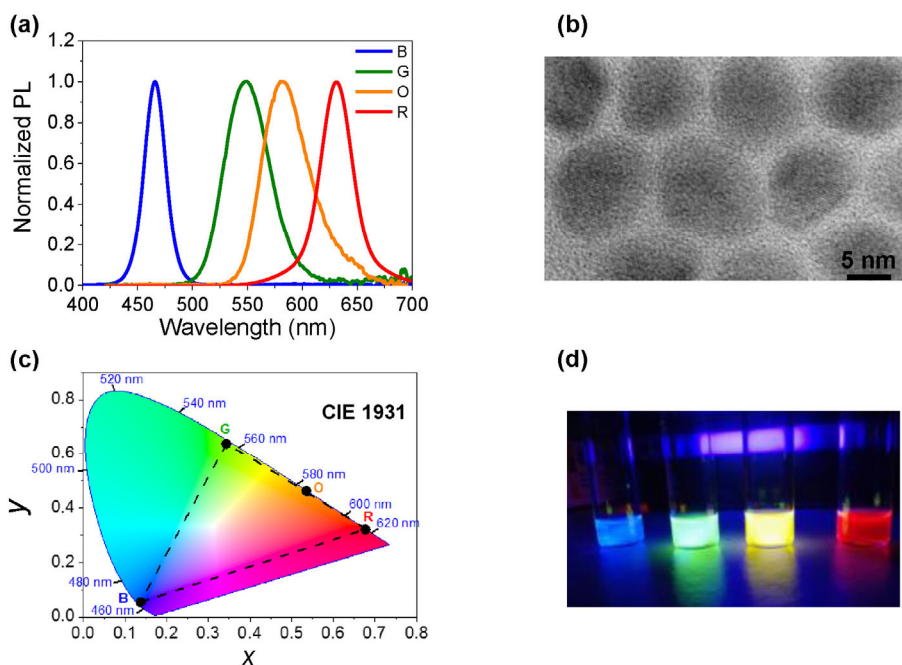 (a)
1.2
1.0
0.8
0.6
0.4
0.2
0.0
Normalized PL
400
450
500
550
600
650
700
Wavelength (nm)
B
G
O
R
(b)
5 nm
(c)
CIE 1931
0.8
0.6
0.4
0.2
0.0
y
0.0
0.1
0.2
0.3
0.4
0.5
0.6
0.7
0.8
x
520 nm
540 nm
G
560 nm
500 nm
580 nm
O
600 nm
R
620 nm
480 nm
B
460 nm
(d)